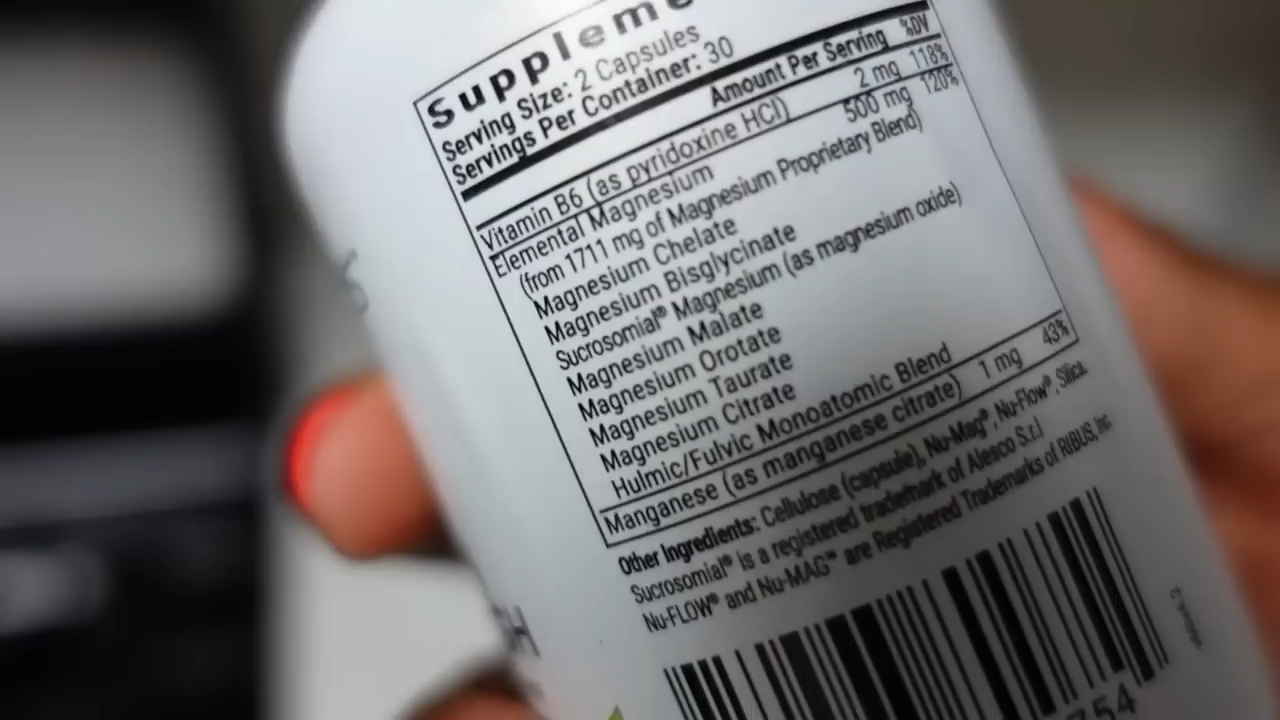 Suppleme
Serving Size: 2 Capsules
Servings Per Container: 30
Amount Per Serving %DV
Vitamin B6 (as pyridoxine HCl) 2 mg 118%
Elemental Magnesium 500 mg 120%
(from 1711 mg of Magnesium Proprietary Blend)
Magnesium Chelate
Magnesium Bisglycinate
Sucrosomial® Magnesium (as magnesium oxide)
Magnesium Malate
Magnesium Orotate
Magnesium Taurate
Magnesium Citrate
Hulmic/Fulvic Monoatomic Blend
Manganese (as manganese citrate) 1 mg 43%
Other Ingredients: Cellulose (capsule), Nu-Mag®, Nu-Flow®, Silica.
Sucrosomial® is a registered trademark of Alesco S.r.l
Nu-FLOW® and Nu-MAG™ are Registered Trademarks of RIBUS, Inc
754